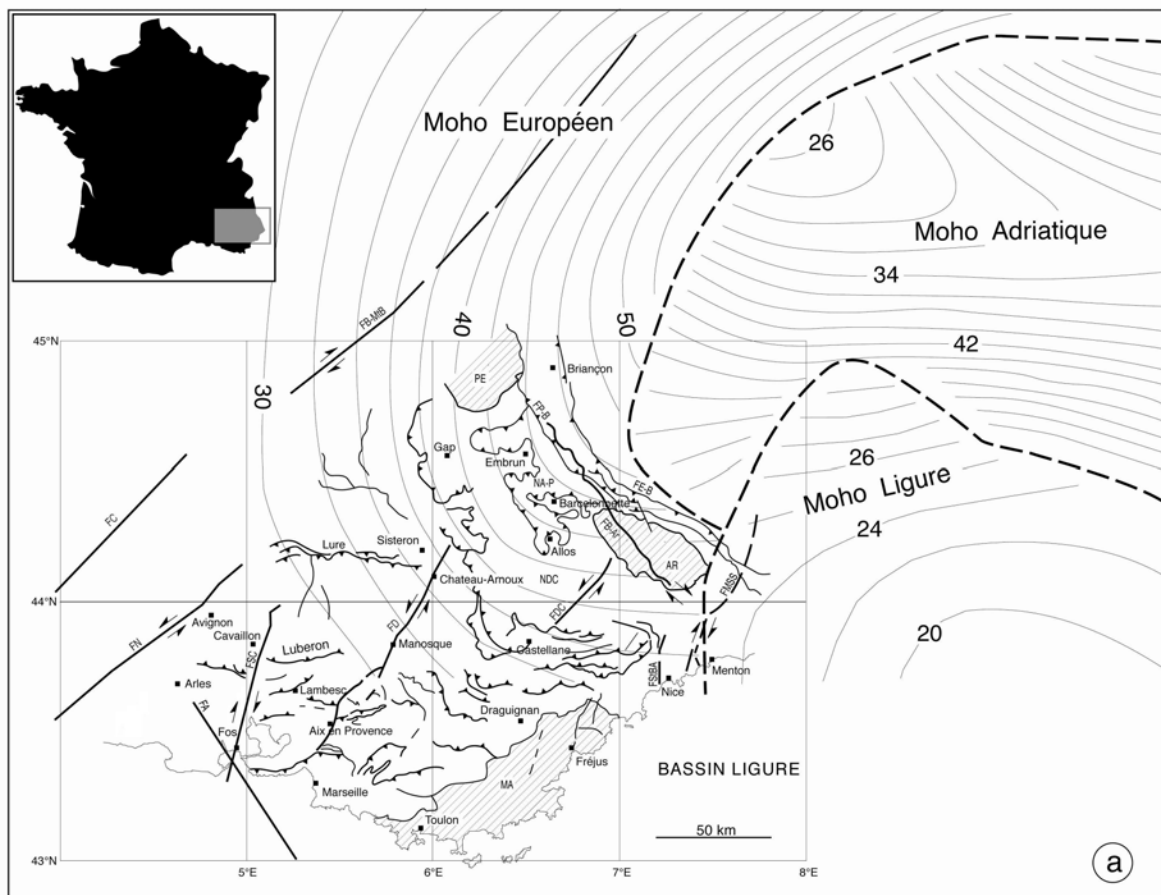 Moho Européen
26
Moho Adriatique
34
40
50
42
45°N
FB-MtB
30
PE
Briançon
FP-B
Gap
Embrun
26
NA-P
FE-B
Moho Ligure
Barcelonnette
FC
24
Lure
Sisteron
FB-Ar
Allos
AR
Chateau-Arnoux
NDC
FMSS
44°N
FDC
Avignon
FN
Cavaillon
FD
20
Luberon
Manosque
Castellane
FSC
Menton
Arles
Lambesc
FStBA
Nice
FA
Draguignan
Fos
Aix en Provence
Fréjus
BASSIN LIGURE
MA
Marseille
Toulon
50 km
43°N
5°E
6°E
7°E
8°E
a